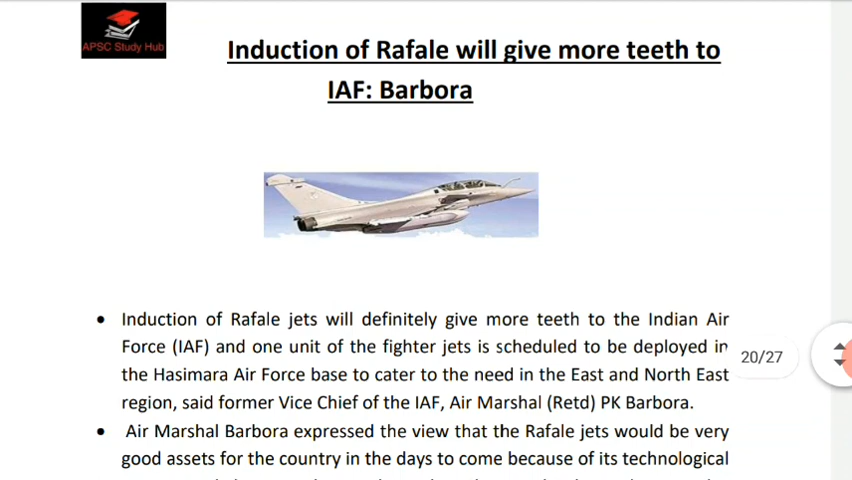 APSC Study Hub
Induction of Rafale will give more teeth to
IAF: Barbora
• Induction of Rafale jets will definitely give more teeth to the Indian Air
Force (IAF) and one unit of the fighter jets is scheduled to be deployed in
the Hasimara Air Force base to cater to the need in the East and North East
region, said former Vice Chief of the IAF, Air Marshal (Retd) PK Barbora.
20/27
• Air Marshal Barbora expressed the view that the Rafale jets would be very
good assets for the country in the days to come because of its technological